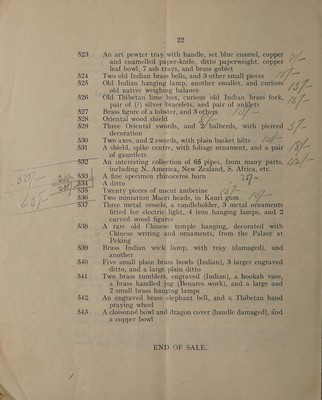 22
523 An art pewter tray with handle, set blue enamel, copper
and enamelled paper-knife, ditto paperweight, copper
leaf bowl, 7 ash trays, and brass goblet
524 Two old Indian brass bells, and 3 other small pieces
525 Old Indian hanging lamp, another smaller, and curious
old native weighing balance
526 Old Thibetan lime box, curious old Indian brass fork,
pair of (?) silver bracelets, and pair of anklets
527 Brass figure of a lobster, and 3 others
528 Oriental wood shield
529 Three Oriental swords, and 2 halberds, with pierced
decoration
530 Two axes, and 2 swords, with plain basket hilts
531 A shield, spike centre, with foliage ornament, and a pair
of gauntlets
532 An interesting collection of 65 pipes, from many parts,
including N. America, New Zealand, S. Africa, etc.
533 A fine specimen rhinoceros horn
534 A ditto
535 Twenty pieces of uncut amberine
536 Two miniature Maori heads, in Kauri gum
537 Three metal vessels, a candleholder, 3 metal ornaments
fitted for electric light, 4 iron hanging lamps, and 2
carved wood figures
538 A rare old Chinese temple hanging, decorated with
Chinese writing and ornaments, from the Palace at
Peking
539 Brass Indian wick lamp, with tray (damaged), and
another
540 Five small plain brass bowls (Indian), 3 larger engraved
ditto, and a large plain ditto
541 Two brass tumblers, engraved (Indian), a hookah vase,
a brass handled jug (Benares work), and a large and
2 small brass hanging lamps
542 An engraved brass elephant bell, and a Thibetan hand
praying wheel
543 A cloisonné bowl and dragon cover (handle damaged), and
a copper bowl
END OF SALE.